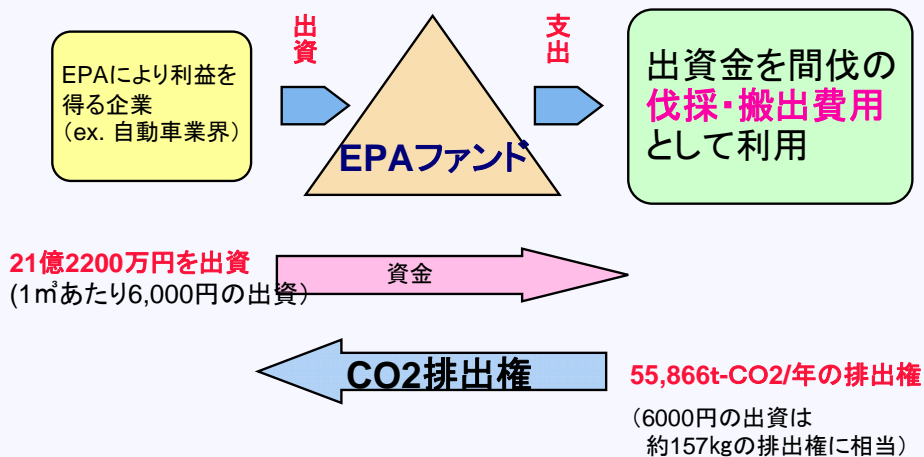 EPAにより利益を
得る企業
（ex. 自動車業界）
出
資
EPAファンド
支
出
出資金を間伐の
伐採・搬出費用
として利用
21億2200万円を出資
(1㎥あたり6,000円の出資）
資金
CO2排出権
55,866t-CO2/年の排出権
（6000円の出資は
約157kgの排出権に相当）